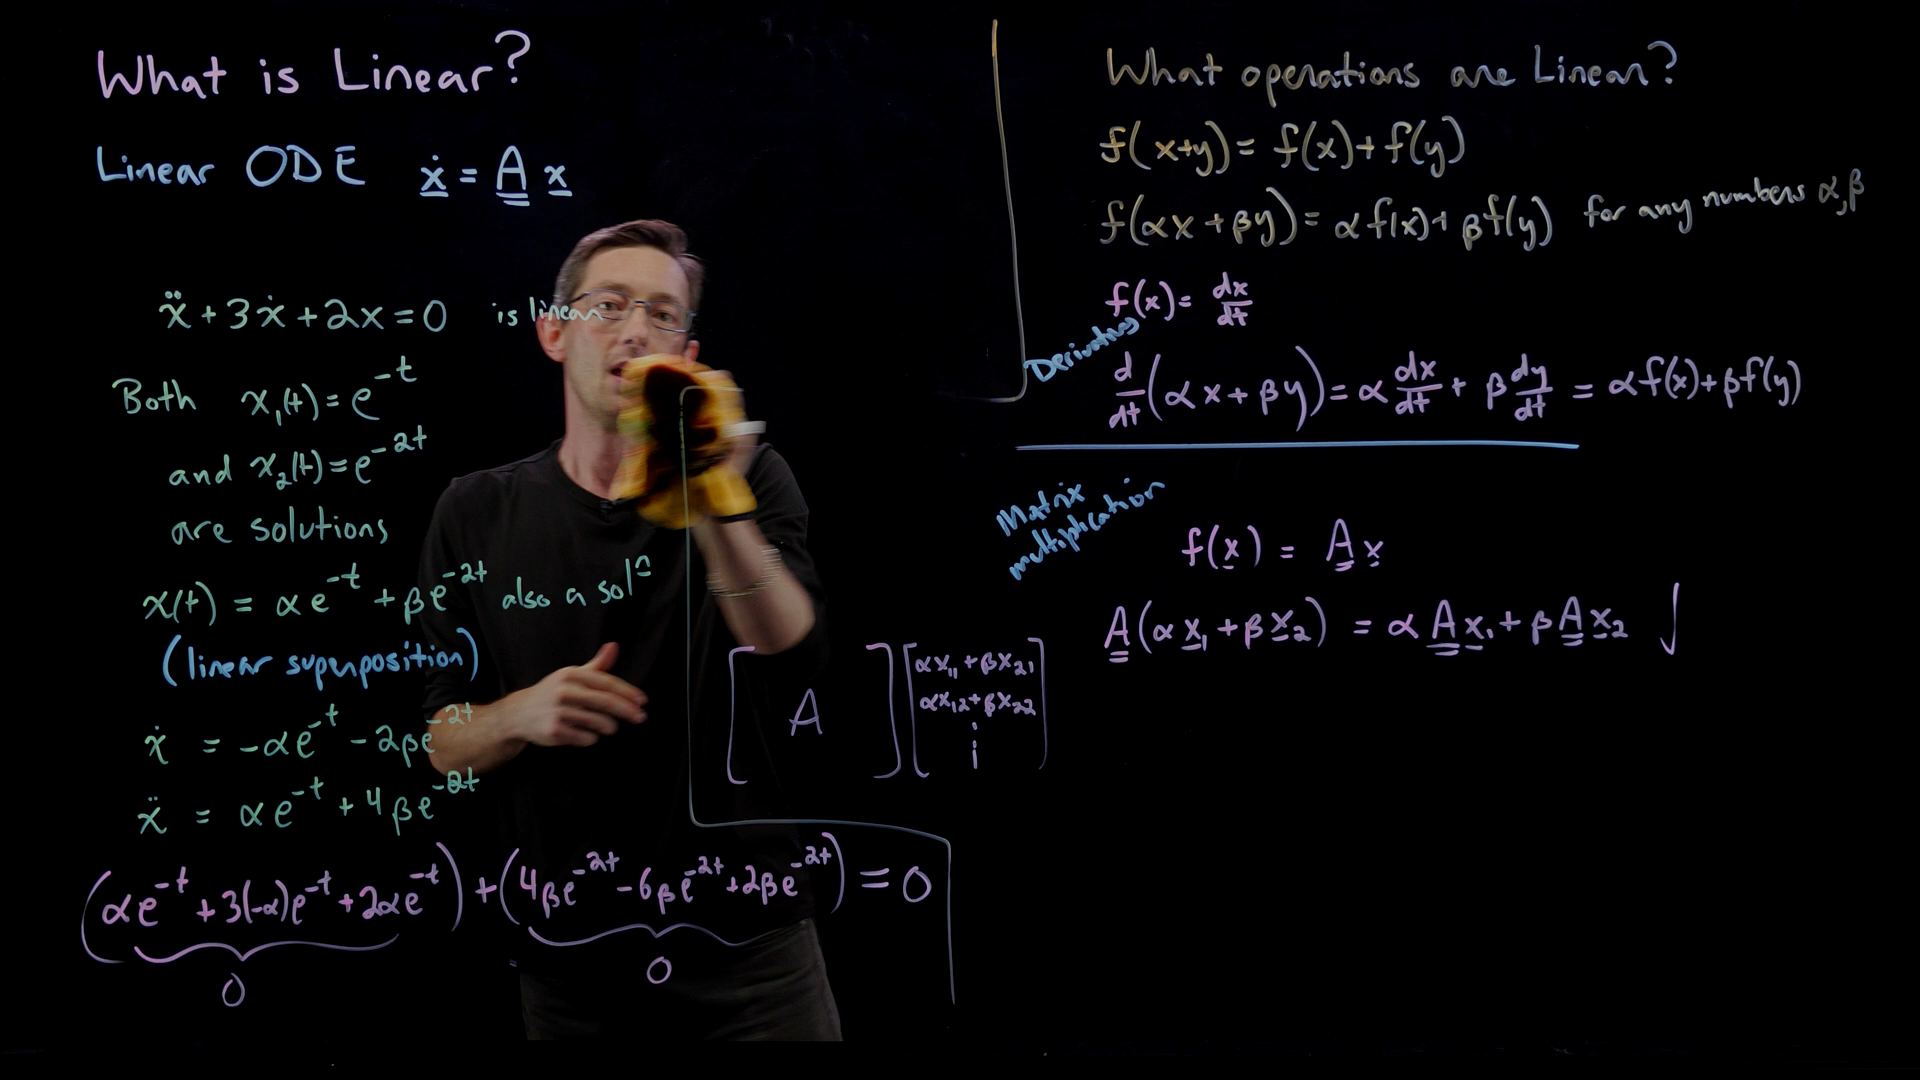 What is Linear?
Linear ODE ẋ = A x
ẍ + 3ẋ + 2x = 0 is linear
Both x₁(t) = e^{-t}
and x₂(t) = e^{-2t}
are solutions
x(t) = αe^{-t} + βe^{-2t} also a solⁿ
(linear superposition)
ẋ = -αe^{-t} - 2βe^{-2t}
ẍ = αe^{-t} + 4βe^{-2t}
(αe^{-t} + 3(-α)e^{-t} + 2αe^{-t}) + (4βe^{-2t} - 6βe^{-2t} + 2βe^{-2t}) = 0
0 0
[A] [αx₁₁ + βx₂₁
αx₁₂ + βx₂₂
⋮]
What operations are Linear?
f(x+y) = f(x) + f(y)
f(αx + βy) = αf(x) + βf(y) for any numbers α,β
f(x) = dx/dt
Derivatives
d/dt(αx + βy) = α dx/dt + β dy/dt = αf(x) + βf(y)
Matrix
multiplication
f(x) = A x
A(αx₁ + βx₂) = αAx₁ + βAx₂ √